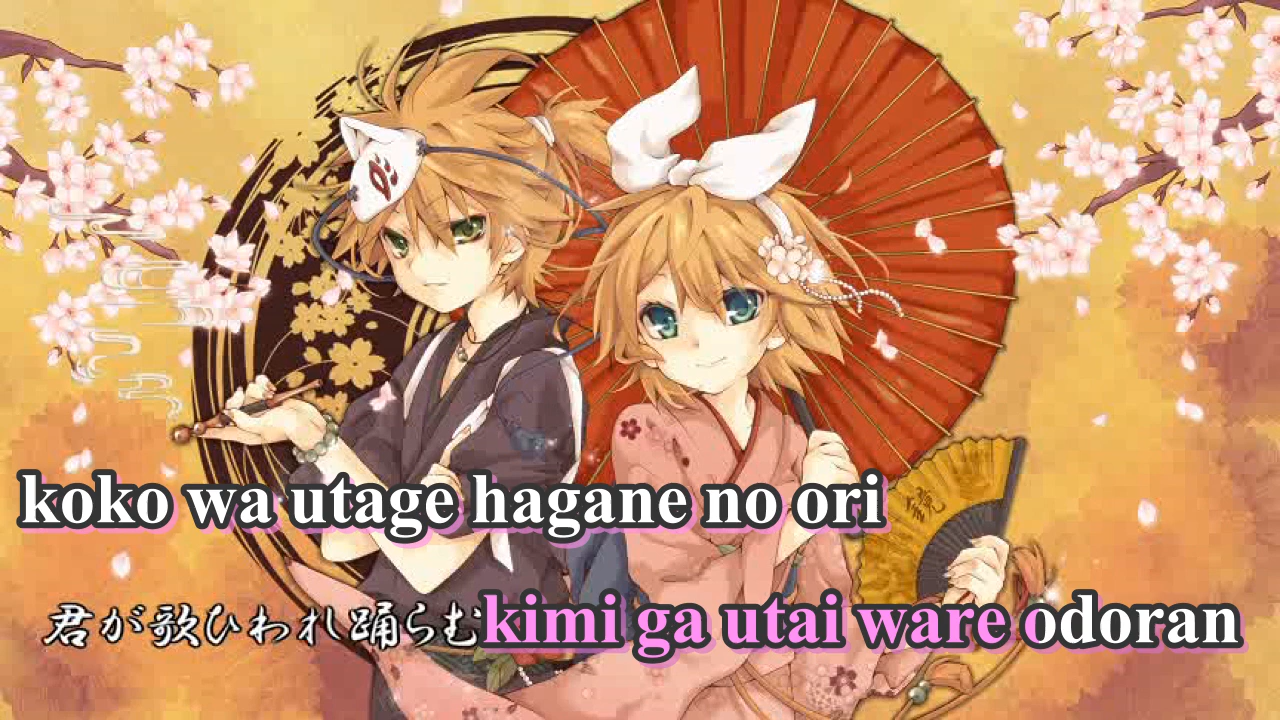 koko wa utage hagane no ori
君が歌ひわれ踊らむ kimi ga utai ware odoran